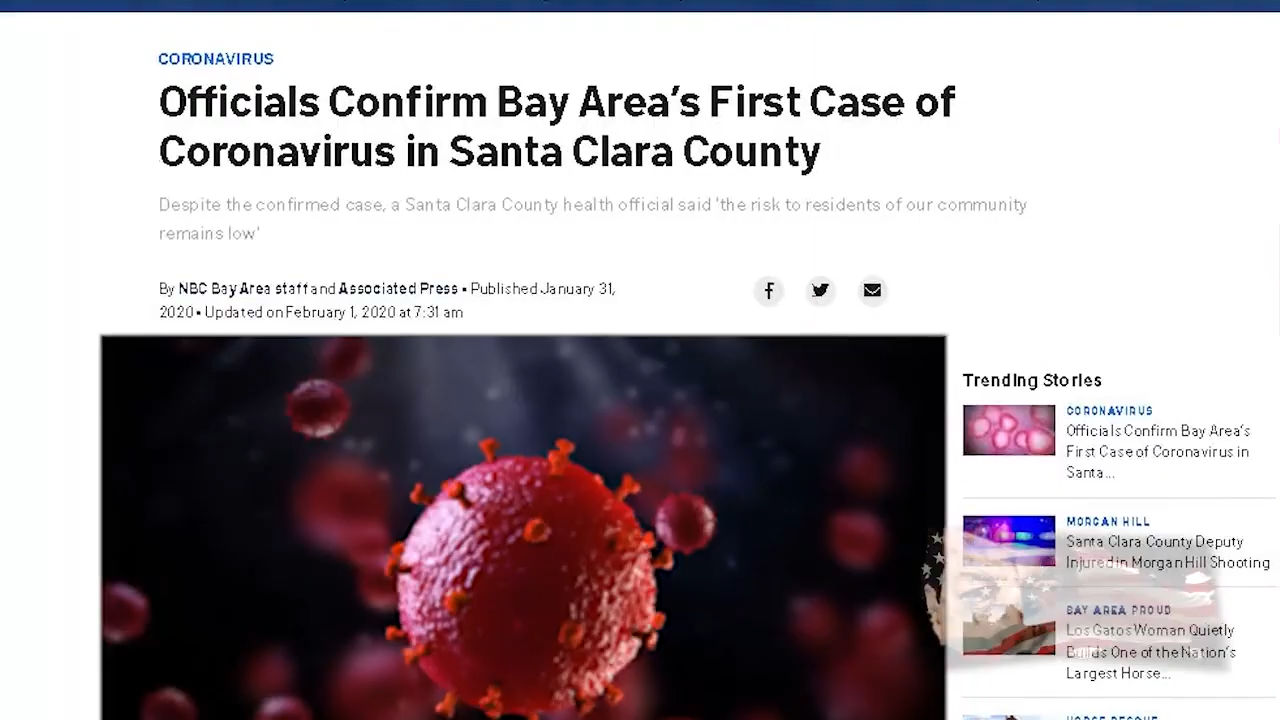 CORONAVIRUS
Officials Confirm Bay Area's First Case of
Coronavirus in Santa Clara County
Despite the confirmed case, a Santa Clara County health official said 'the risk to residents of our community
remains low'
By NBC Bay Area staff and Associated Press • Published January 31,
2020 • Updated on February 1, 2020 at 7:31 am
Trending Stories
CORONAVIRUS
Officials Confirm Bay Area's
First Case of Coronavirus in
Santa...
MORGAN HILL
Santa Clara County Deputy
Injured in Morgan Hill Shooting
BAY AREA PROUD
Los Gatos Woman Quietly
Builds One of the Nation's
Largest Horse...
HORSE RESCUE